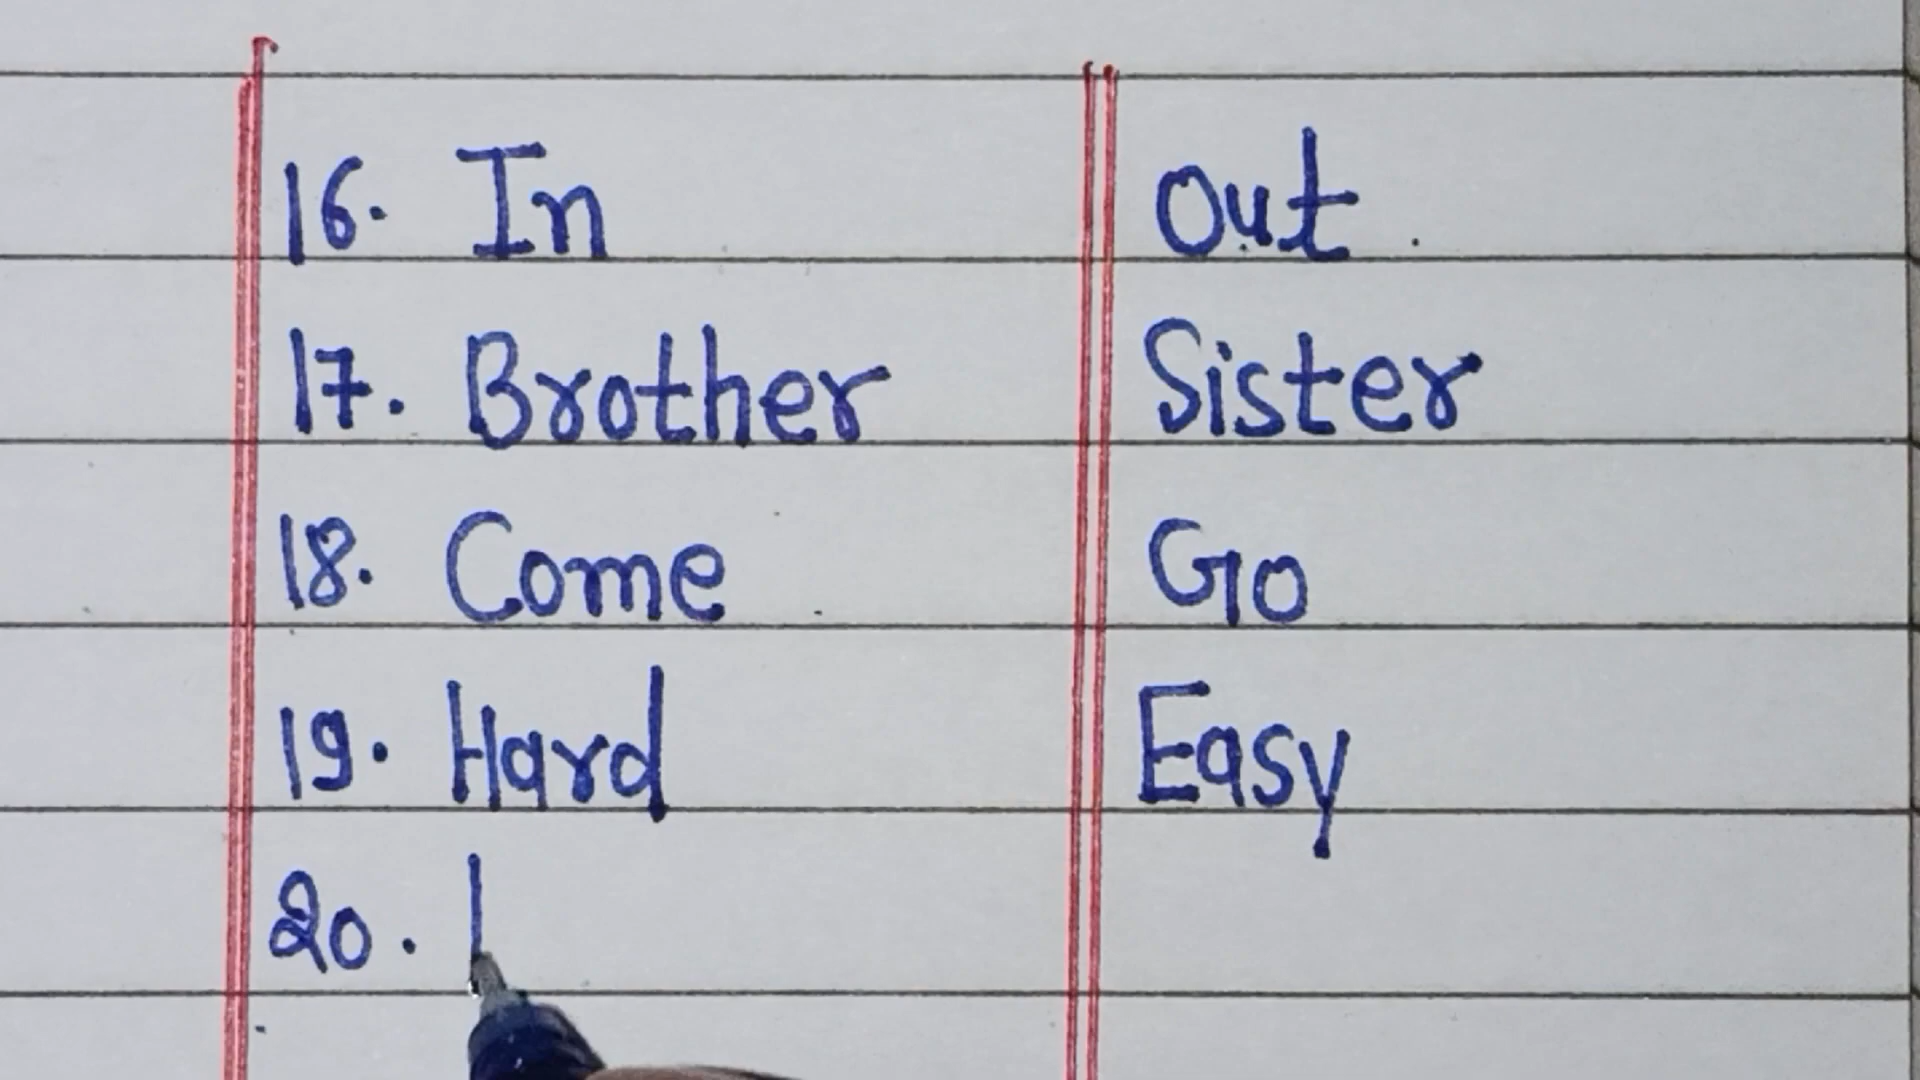 16. In Out
17. Brother Sister
18. Come Go
19. Hard Easy
20.